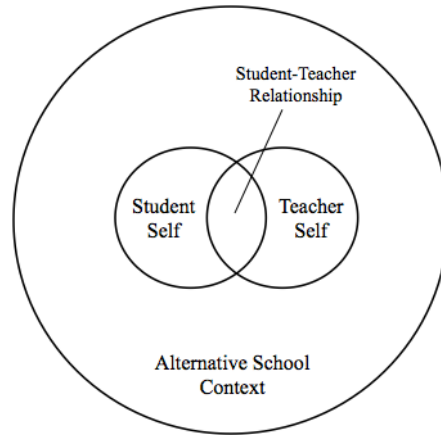 Student-Teacher
Relationship
Student
Self
Teacher
Self
Alternative School
Context